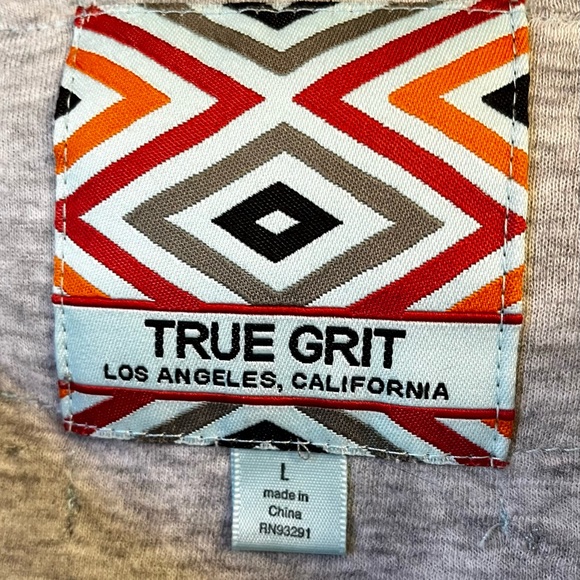 TRUE GRIT
LOS ANGELES, CALIFORNIA
L
made in
China
RN93291